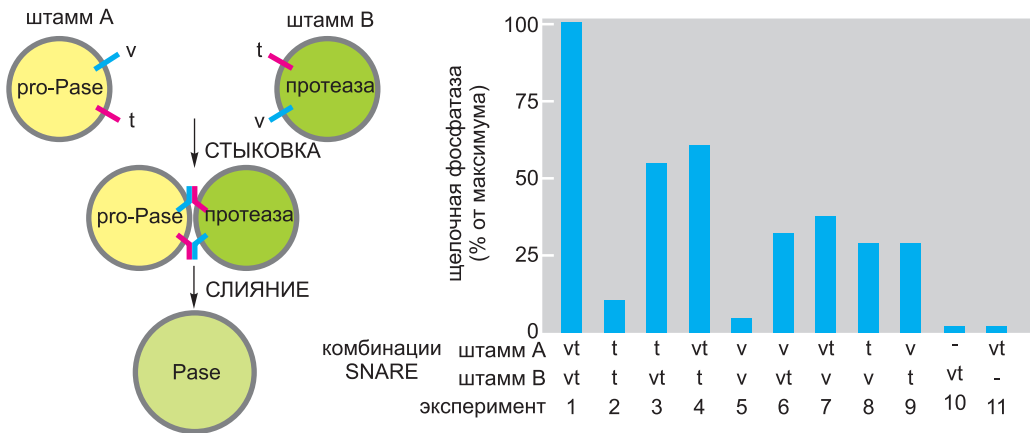 штамм A
штамм B
v
t
pro-Pase
t
протеаза
v
СТЫКОВКА
pro-Pase
протеаза
СЛИЯНИЕ
Pase
щелочная фосфатаза
(% от максимума)
100
75
50
25
0
комбинации SNARE
штамм A vt t t vt v v vt t v - vt
штамм B vt t vt t v vt v v t vt -
эксперимент 1 2 3 4 5 6 7 8 9 10 11